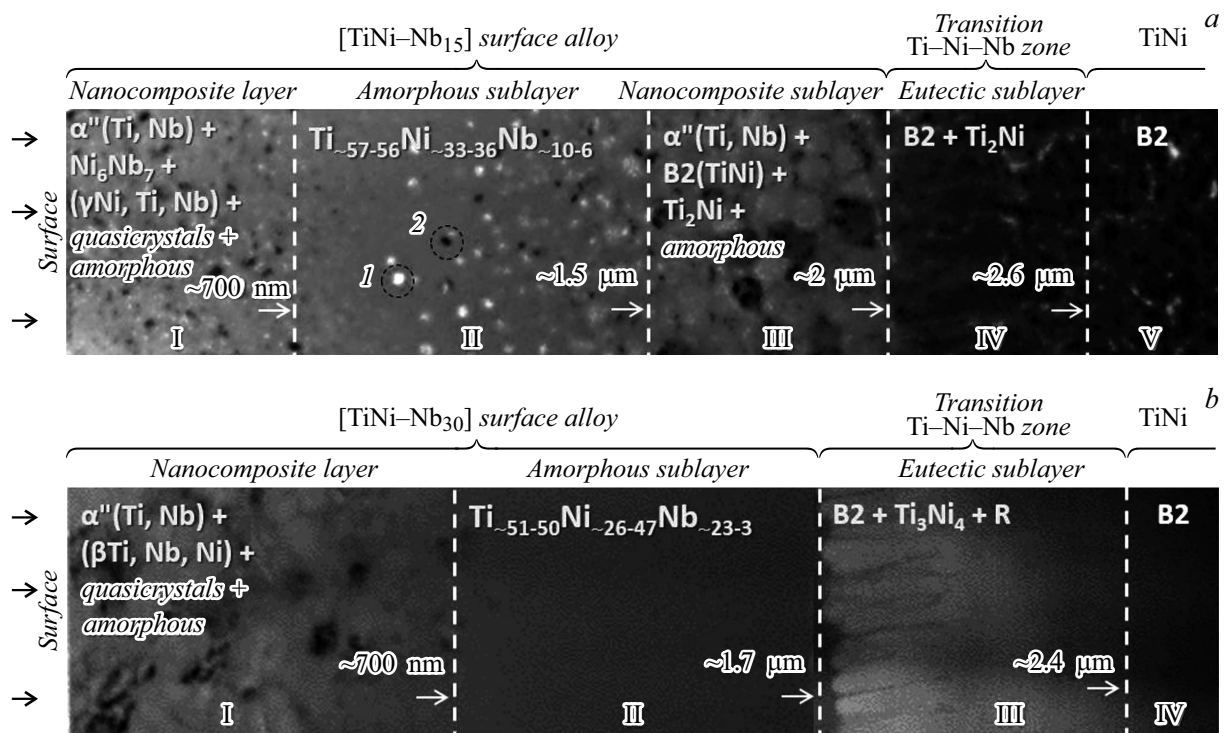 a
[TiNi–Nb₁₅] surface alloy
Transition
Ti–Ni–Nb zone
TiNi
Nanocomposite layer
Amorphous sublayer
Nanocomposite sublayer
Eutectic sublayer
Surface
α"(Ti, Nb) +
Ni₆Nb₇ +
(γNi, Ti, Nb) +
quasicrystals +
amorphous
~700 nm
I
Ti~57-56Ni~33-36Nb~10-6
2
1
~1.5 μm
II
α"(Ti, Nb) +
B2(TiNi) +
Ti₂Ni +
amorphous
~2 μm
III
B2 + Ti₂Ni
~2.6 μm
IV
B2
V
b
[TiNi–Nb₃₀] surface alloy
Transition
Ti–Ni–Nb zone
TiNi
Nanocomposite layer
Amorphous sublayer
Eutectic sublayer
Surface
α"(Ti, Nb) +
(βTi, Nb, Ni) +
quasicrystals +
amorphous
~700 nm
I
Ti~51-50Ni~26-47Nb~23-3
~1.7 μm
II
B2 + Ti₃Ni₄ + R
~2.4 μm
III
B2
IV